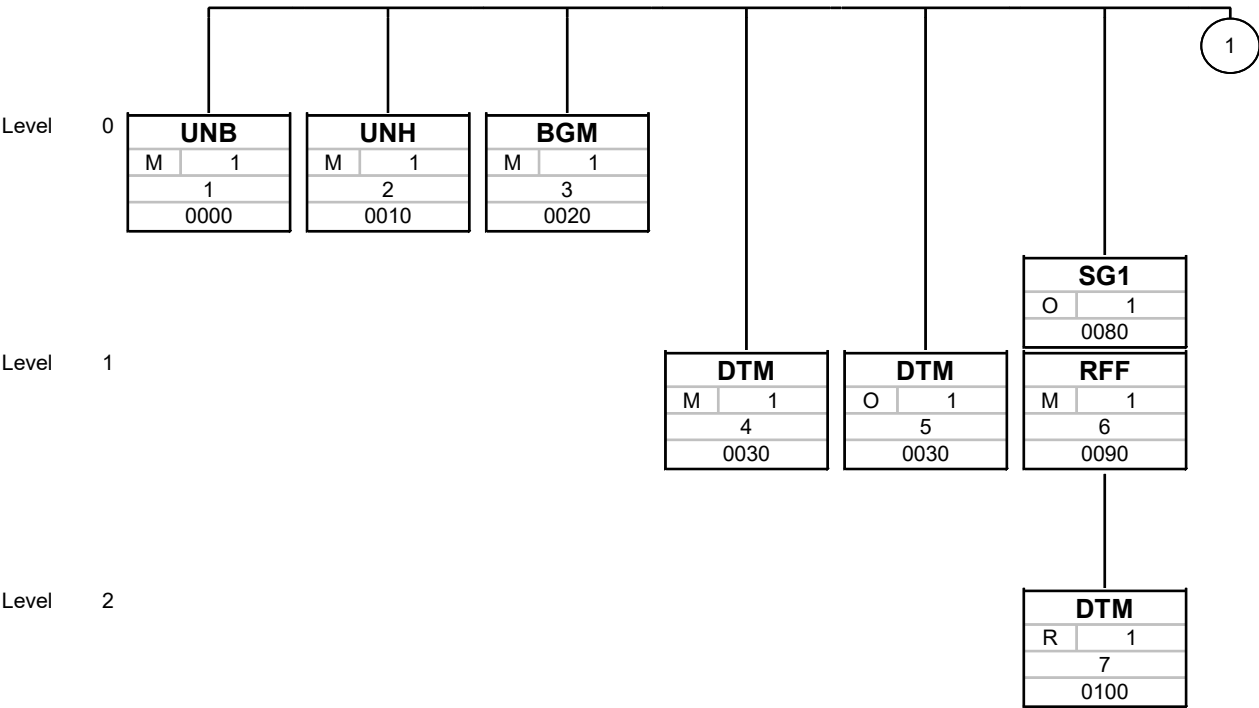 1
Level 0
UNB UNH BGM
M 1 M 1 M 1
1 2 3
0000 0010 0020
SG1
O 1
0080
Level 1
DTM DTM RFF
M 1 O 1 M 1
4 5 6
0030 0030 0090
Level 2
DTM
R 1
7
0100